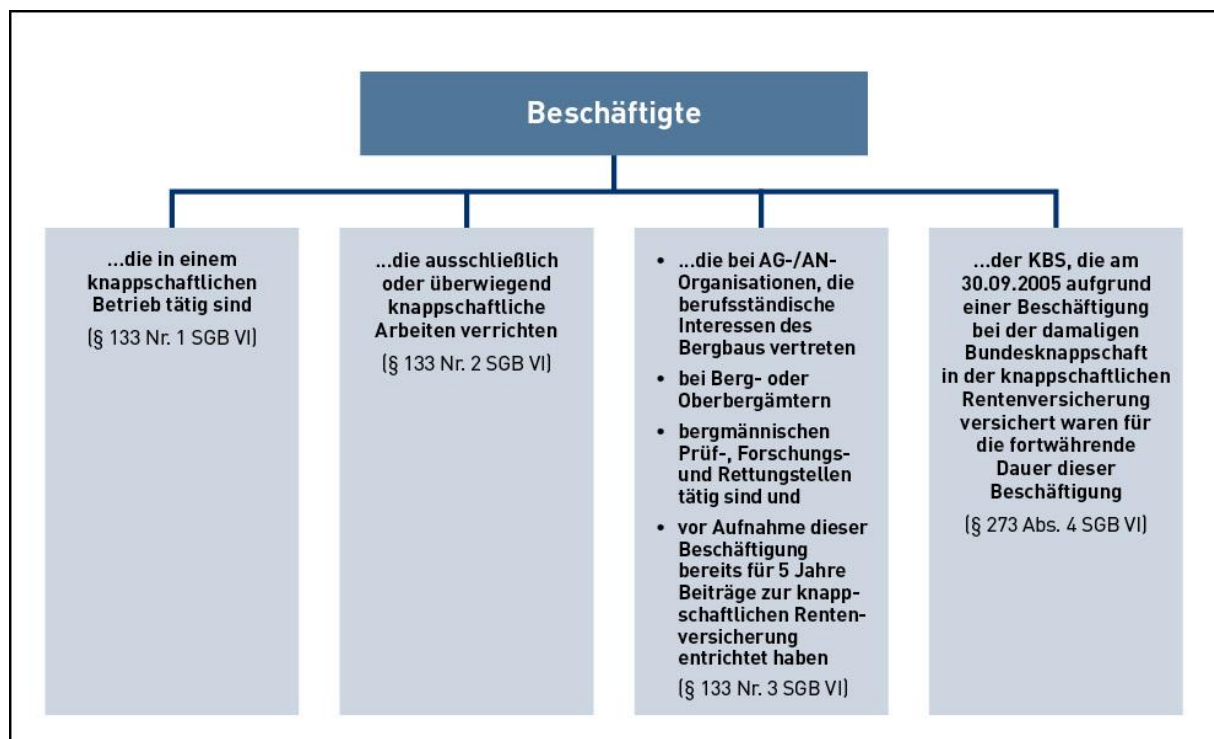 Beschäftigte
...die in einem
knappschaftlichen
Betrieb tätig sind
(§ 133 Nr. 1 SGB VI)
...die ausschließlich
oder überwiegend
knappschaftliche
Arbeiten verrichten
(§ 133 Nr. 2 SGB VI)
• ...die bei AG-/AN-
Organisationen, die
berufsständische
Interessen des
Bergbaus vertreten
• bei Berg- oder
Oberbergämtern
• bergmännischen
Prüf-, Forschungs-
und Rettungstellen
tätig sind und
• vor Aufnahme dieser
Beschäftigung
bereits für 5 Jahre
Beiträge zur knapp-
schaftlichen Renten-
versicherung
entrichtet haben
(§ 133 Nr. 3 SGB VI)
...der KBS, die am
30.09.2005 aufgrund
einer Beschäftigung
bei der damaligen
Bundesknappschaft
in der knappschaftlichen
Rentenversicherung
versichert waren für
die fortwährende
Dauer dieser
Beschäftigung
(§ 273 Abs. 4 SGB VI)